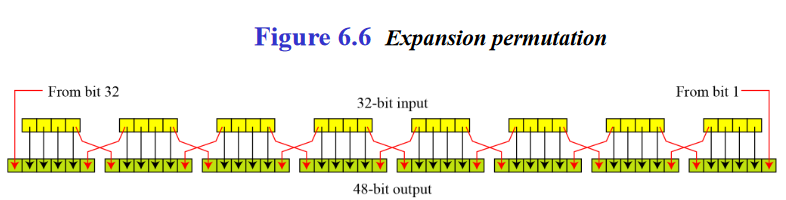 Figure 6.6 Expansion permutation
From bit 32
From bit 1
32-bit input
48-bit output